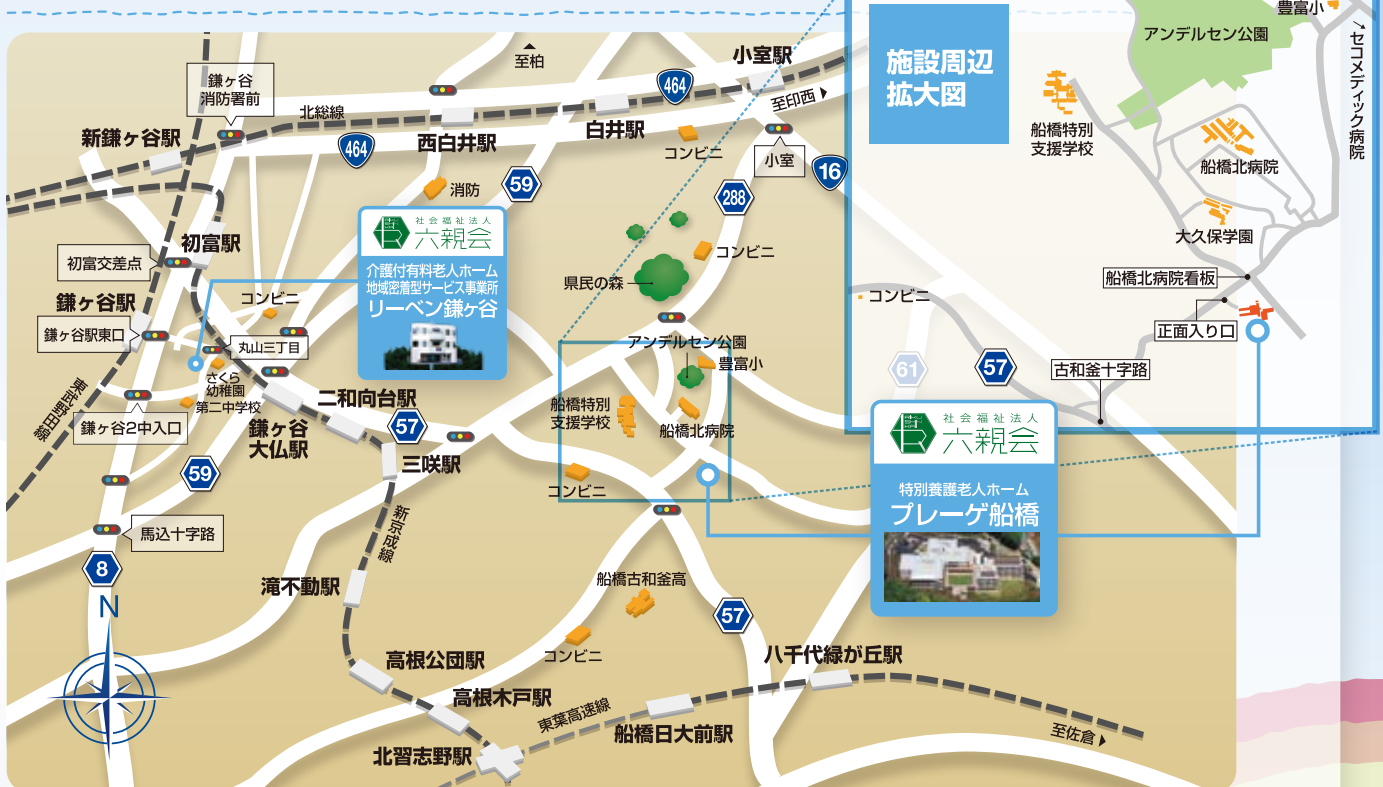 至柏
小室駅
464
至印西
鎌ヶ谷
消防署前
北総線
新鎌ヶ谷駅
464
西白井駅
白井駅
コンビニ
小室
16
消防
59
288
コンビニ
県民の森
初富駅
初富交差点
社会福祉法人
六親会
介護付有料老人ホーム
地域密着型サービス事業所
リーベン鎌ヶ谷
コンビニ
鎌ヶ谷駅
鎌ヶ谷駅東口
丸山三丁目
さくら
幼稚園
第二中学校
東武野田線
鎌ヶ谷2中入口
鎌ヶ谷
大仏駅
二和向台駅
57
三咲駅
アンデルセン公園
豊富小
船橋特別
支援学校
船橋北病院
コンビニ
59
馬込十字路
8
N
新京成線
滝不動駅
船橋古和釜高
コンビニ
57
高根公団駅
高根木戸駅
北習志野駅
東葉高速線
船橋日大前駅
八千代緑が丘駅
至佐倉
施設周辺
拡大図
アンデルセン公園
豊富小
→セコメディック病院
船橋特別
支援学校
船橋北病院
大久保学園
船橋北病院看板
正面入り口
コンビニ
61
57
古和釜十字路
社会福祉法人
六親会
特別養護老人ホーム
プレーゲ船橋